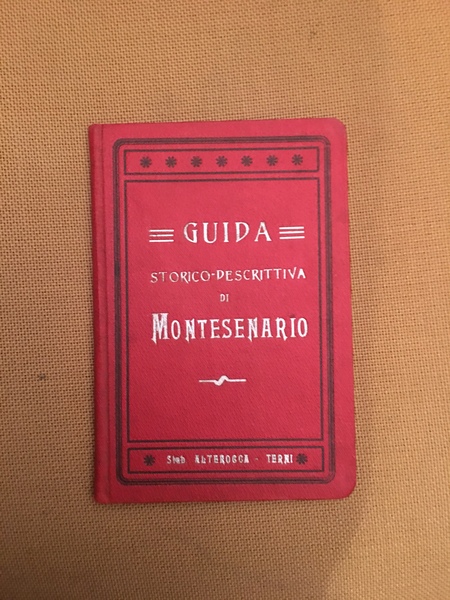 GUIDA
STORICO-DESCRITTIVA
DI
MONTESENARIO
Stab ALTEROCCA - TERNI